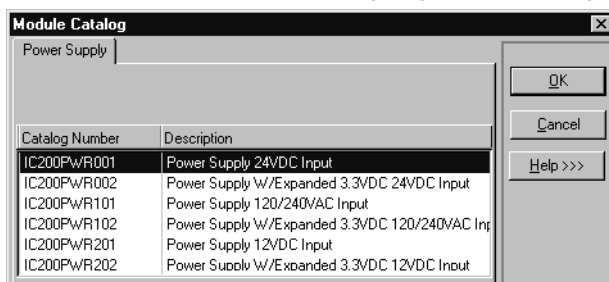 Module Catalog
Power Supply
OK
Cancel
Help >>>
Catalog Number Description
IC200PWR001 Power Supply 24VDC Input
IC200PWR002 Power Supply W/Expanded 3.3VDC 24VDC Input
IC200PWR101 Power Supply 120/240VAC Input
IC200PWR102 Power Supply W/Expanded 3.3VDC 120/240VAC Inp
IC200PWR201 Power Supply 12VDC Input
IC200PWR202 Power Supply W/Expanded 3.3VDC 12VDC Input